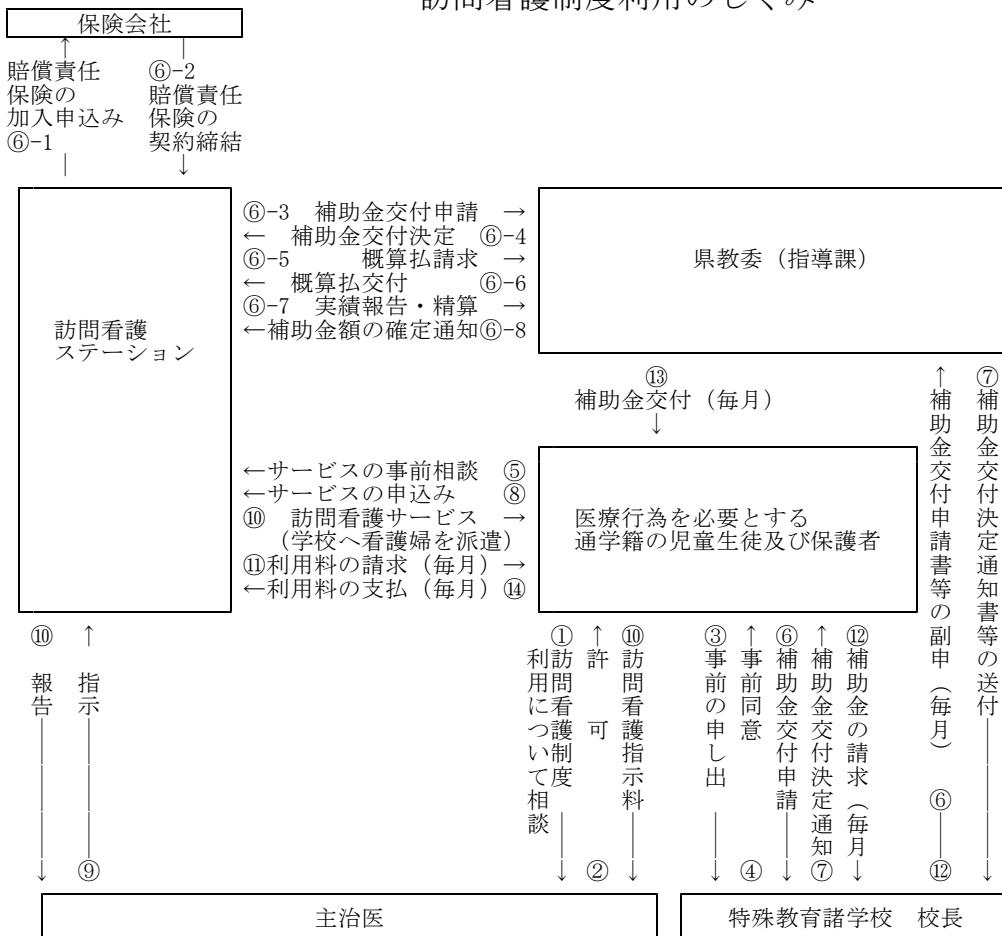 訪問看護制度利用のしくみ
保険会社
↑
賠償責任
保険の
加入申込み
⑥-1
⑥-2
賠償責任
保険の
契約締結
↓
訪問看護
ステーション
⑥-3 補助金交付申請 →
← 補助金交付決定 ⑥-4
⑥-5 概算払請求 →
← 概算払交付 ⑥-6
⑥-7 実績報告・精算 →
←補助金額の確定通知⑥-8
県教委（指導課）
⑬
補助金交付（毎月）
↓
←サービスの事前相談 ⑤
←サービスの申込み ⑧
⑩ 訪問看護サービス →
（学校へ看護婦を派遣）
⑪利用料の請求（毎月）→
←利用料の支払（毎月）⑭
医療行為を必要とする
通学籍の児童生徒及び保護者
↑補助金交付申請書等の副申（毎月） ⑥⑫
⑦補助金交付決定通知書等の送付↓
⑩ 報告↓
↑ 指示⑨
①訪問看護制度
利用について相談↓
↑許可②
⑩訪問看護指示料↓
③事前の申し出↓
↑事前同意④
⑥補助金交付申請↓
↑補助金交付決定通知⑦
⑫補助金の請求（毎月↓
主治医
特殊教育諸学校 校長